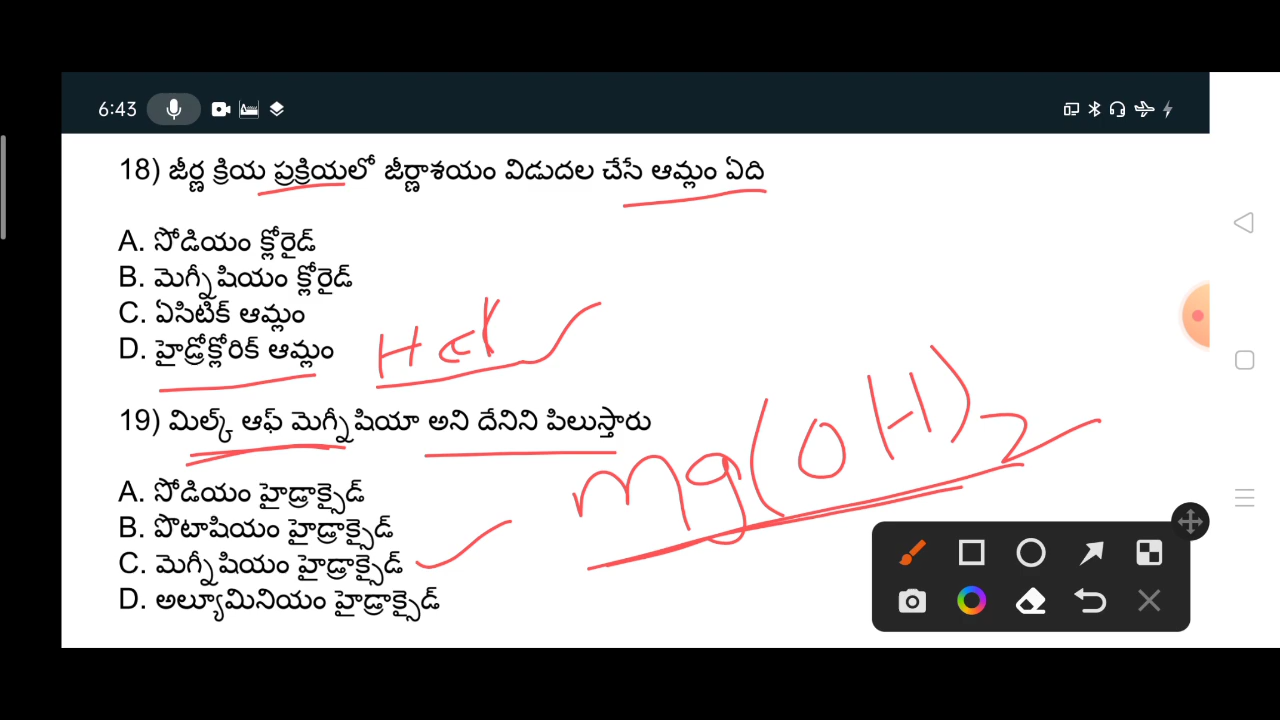 6:43
18) జీర్ణ క్రియ ప్రక్రియలో జీర్ణాశయం విడుదల చేసే ఆమ్లం ఏది
A. సోడియం క్లోరైడ్
B. మెగ్నీషియం క్లోరైడ్
C. ఏసిటిక్ ఆమ్లం
D. హైడ్రోక్లోరిక్ ఆమ్లం
Hcl
19) మిల్క్ ఆఫ్ మెగ్నీషియా అని దేనిని పిలుస్తారు
mg(OH)2
A. సోడియం హైడ్రాక్సైడ్
B. పొటాషియం హైడ్రాక్సైడ్
C. మెగ్నీషియం హైడ్రాక్సైడ్
D. అల్యూమినియం హైడ్రాక్సైడ్